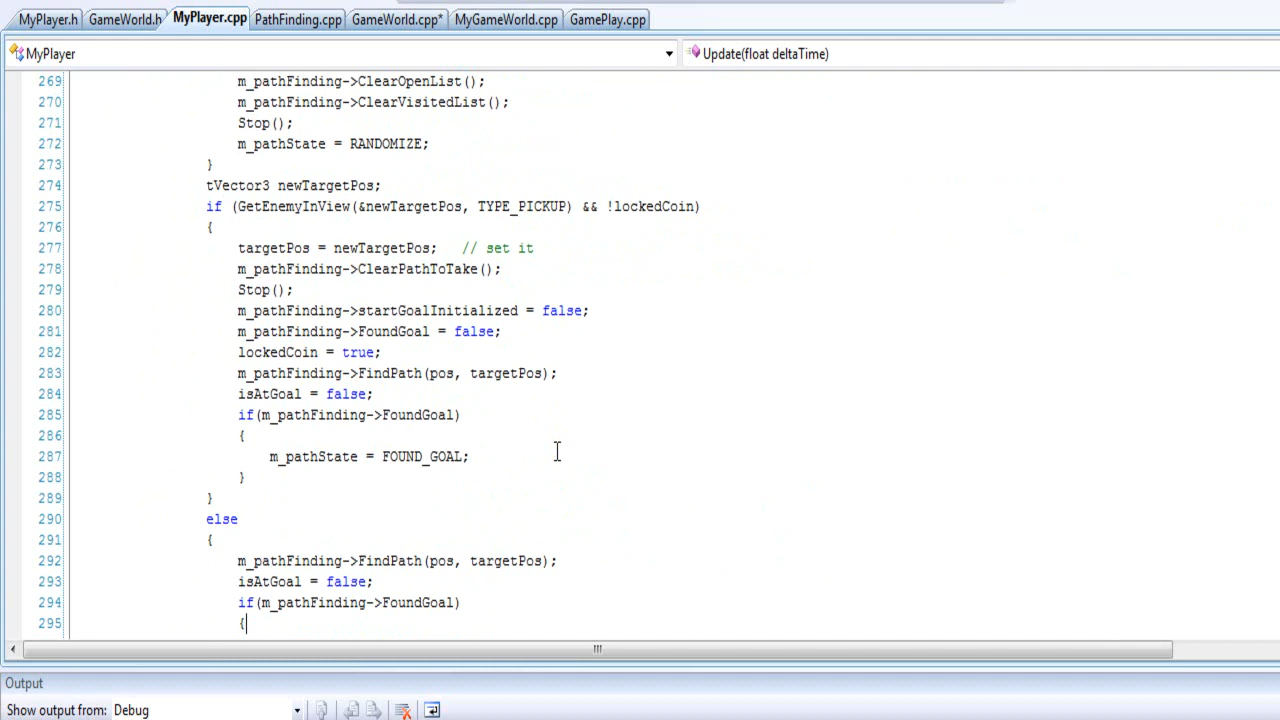 MyPlayer.h GameWorld.h MyPlayer.cpp PathFinding.cpp GameWorld.cpp* MyGameWorld.cpp GamePlay.cpp
MyPlayer Update(float deltaTime)
269 m_pathFinding->ClearOpenList();
270 m_pathFinding->ClearVisitedList();
271 Stop();
272 m_pathState = RANDOMIZE;
273 }
274 tVector3 newTargetPos;
275 if (GetEnemyInView(&newTargetPos, TYPE_PICKUP) && !lockedCoin)
276 {
277 targetPos = newTargetPos; // set it
278 m_pathFinding->ClearPathToTake();
279 Stop();
280 m_pathFinding->startGoalInitialized = false;
281 m_pathFinding->FoundGoal = false;
282 lockedCoin = true;
283 m_pathFinding->FindPath(pos, targetPos);
284 isAtGoal = false;
285 if(m_pathFinding->FoundGoal)
286 {
287 m_pathState = FOUND_GOAL;
288 }
289 }
290 else
291 {
292 m_pathFinding->FindPath(pos, targetPos);
293 isAtGoal = false;
294 if(m_pathFinding->FoundGoal)
295 {
Output
Show output from: Debug